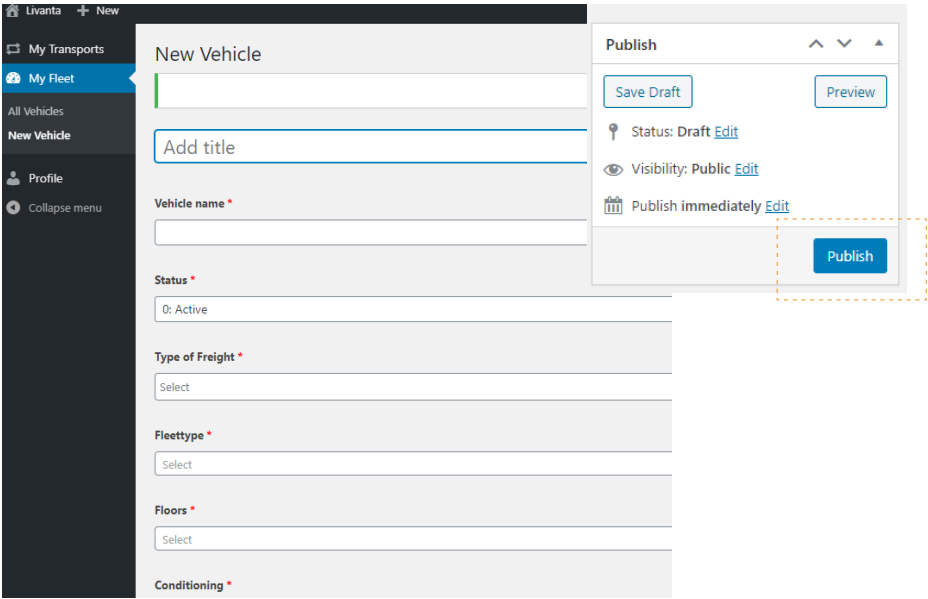 Livanta New
My Transports
My Fleet
All Vehicles
New Vehicle
Profile
Collapse menu
New Vehicle
Add title
Vehicle name *
Status *
0: Active
Type of Freight *
Select
Fleettype *
Select
Floors *
Select
Conditioning *
Publish
Save Draft Preview
Status: Draft Edit
Visibility: Public Edit
Publish immediately Edit
Publish